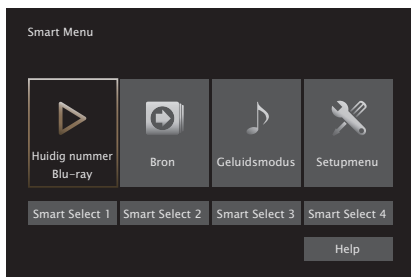 Smart Menu
Huidig nummer
Blu-ray
Bron
Geluidsmodus
Setupmenu
Smart Select 1
Smart Select 2
Smart Select 3
Smart Select 4
Help